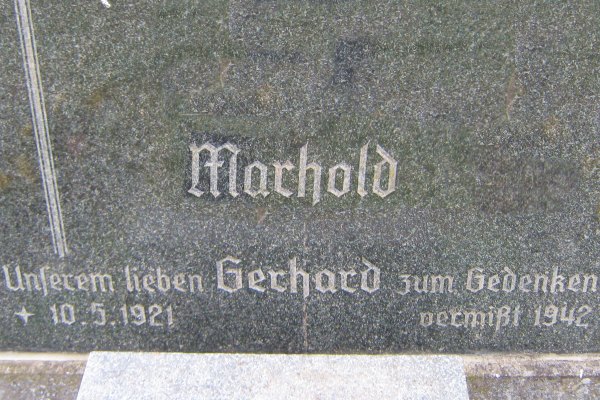 Marhold
Unserem lieben Gerhard zum Gedenken
10.5.1921 vermißt 1942